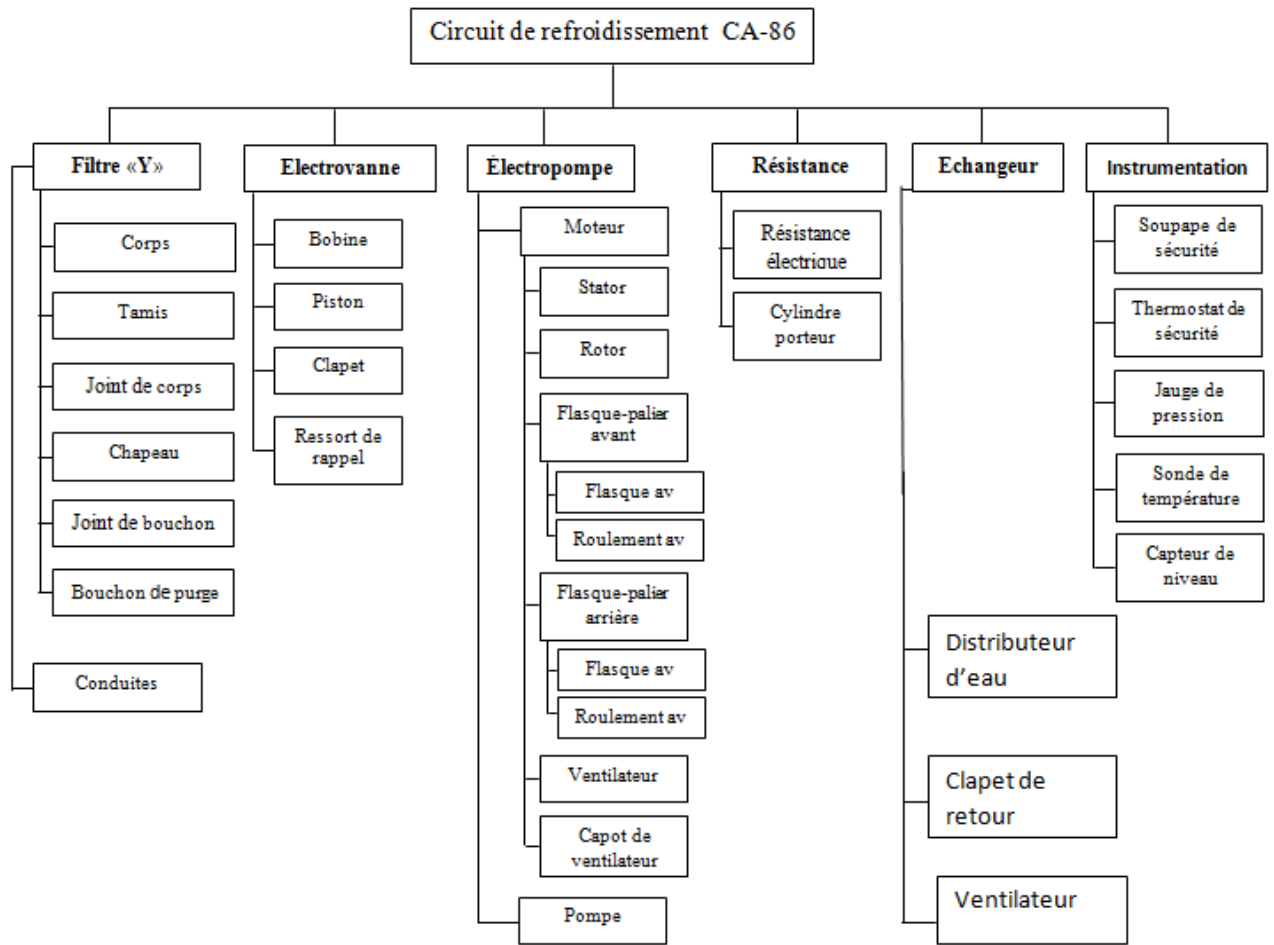 Circuit de refroidissement CA-86
Filtre «Y»
Corps
Tamis
Joint de corps
Chapeau
Joint de bouchon
Bouchon de purge
Conduites
Electrovanne
Bobine
Piston
Clapet
Ressort de
rappel
Électropompe
Moteur
Stator
Rotor
Flasque-palier
avant
Flasque av
Roulement av
Flasque-palier
arrière
Flasque av
Roulement av
Ventilateur
Capot de
ventilateur
Pompe
Résistance
Résistance
électrique
Cylindre
porteur
Echangeur
Distributeur
d'eau
Clapet de
retour
Ventilateur
Instrumentation
Soupape de
sécurité
Thermostat de
sécurité
Jauge de
pression
Sonde de
température
Capteur de
niveau